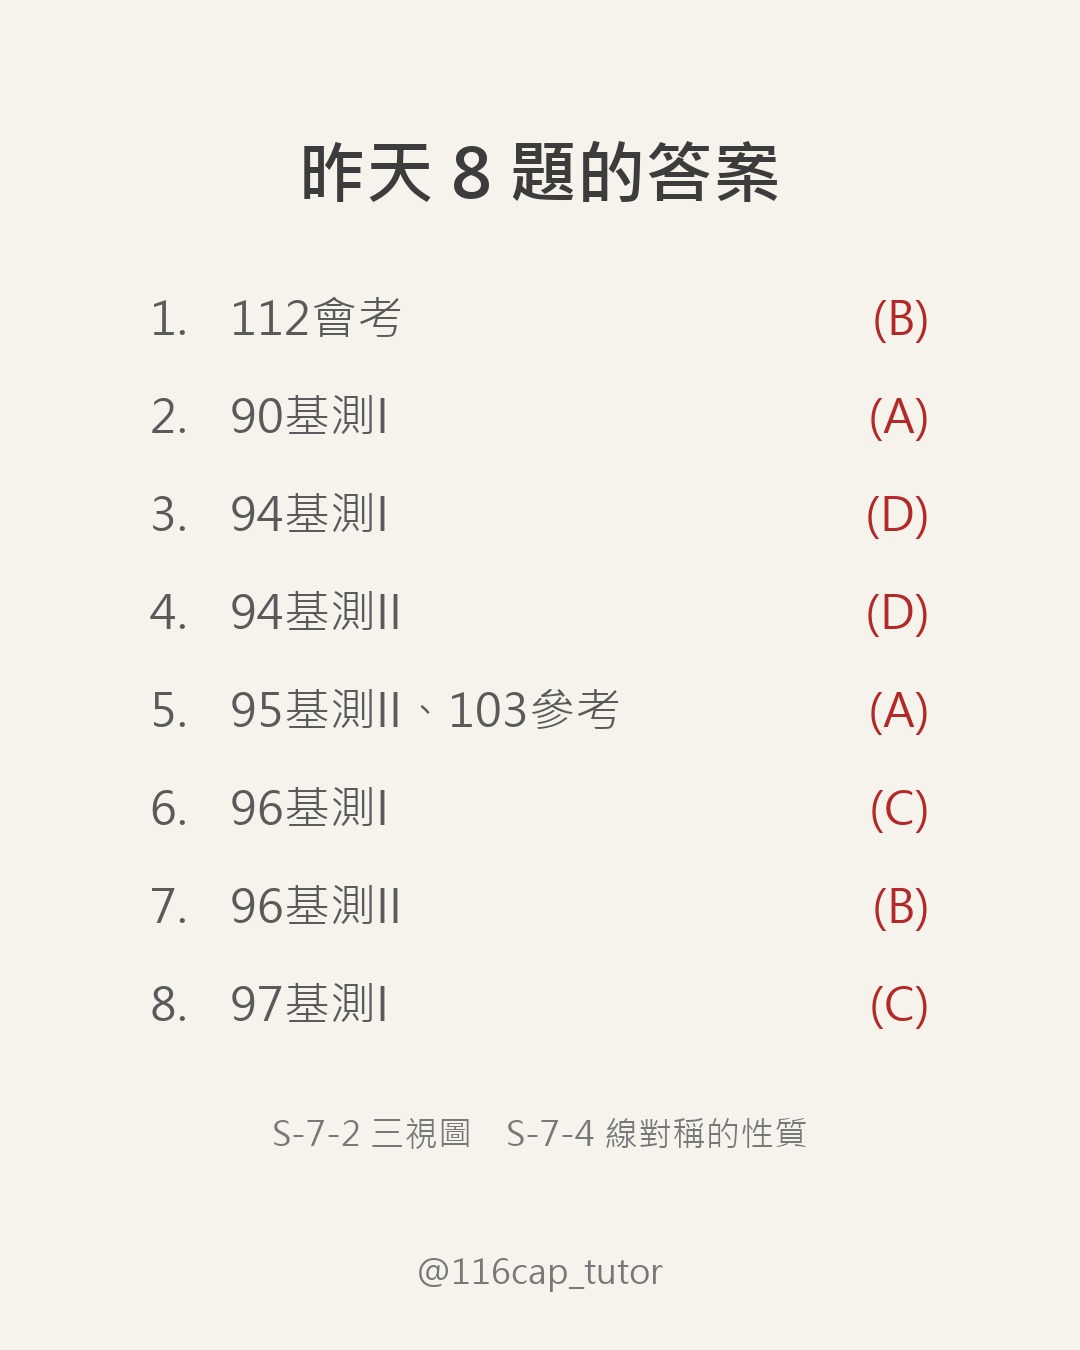 昨天 8 題的答案
1. 112會考 (B)
2. 90基測I (A)
3. 94基測I (D)
4. 94基測II (D)
5. 95基測II、103參考 (A)
6. 96基測I (C)
7. 96基測II (B)
8. 97基測I (C)
S-7-2 三視圖　S-7-4 線對稱的性質
@116cap_tutor